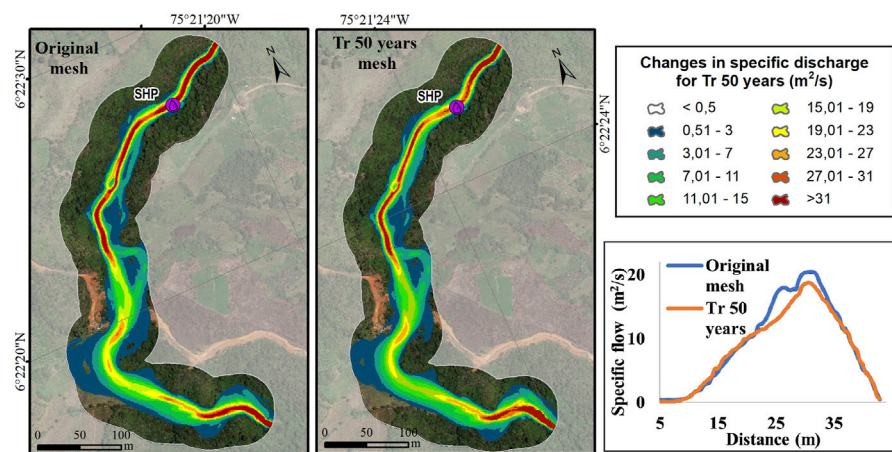 75°21'20"W
75°21'24"W
6°22'30"N
6°22'20"N
6°22'24"N
Original
mesh
N
SHP
0 50 100
m
Tr 50 years
mesh
N
SHP
0 50 100
m
Changes in specific discharge
for Tr 50 years (m²/s)
< 0,5
0,51 - 3
3,01 - 7
7,01 - 11
11,01 - 15
15,01 - 19
19,01 - 23
23,01 - 27
27,01 - 31
>31
Specific flow (m²/s)
20
10
0
Original
mesh
Tr 50
years
5 15 25 35
Distance (m)